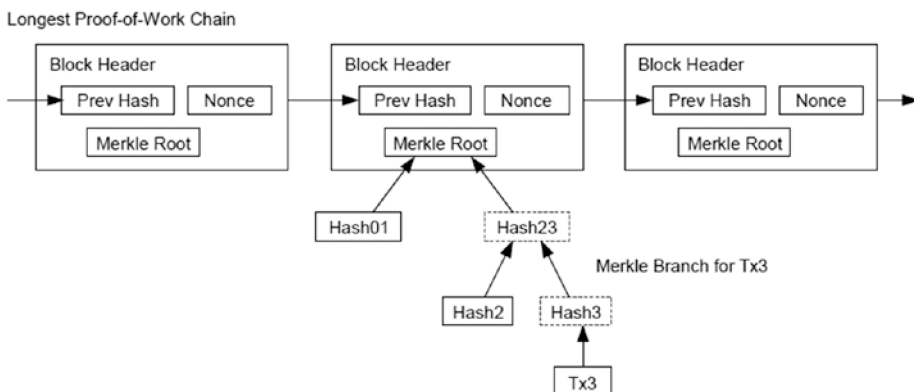 Longest Proof-of-Work Chain
Block Header
Prev Hash
Nonce
Merkle Root
Block Header
Prev Hash
Nonce
Merkle Root
Block Header
Prev Hash
Nonce
Merkle Root
Hash01
Hash23
Merkle Branch for Tx3
Hash2
Hash3
Tx3